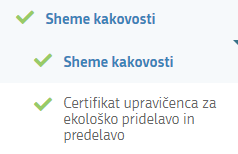 Sheme kakovosti
Sheme kakovosti
Certifikat upravičenca za
ekološko pridelavo in
predelavo